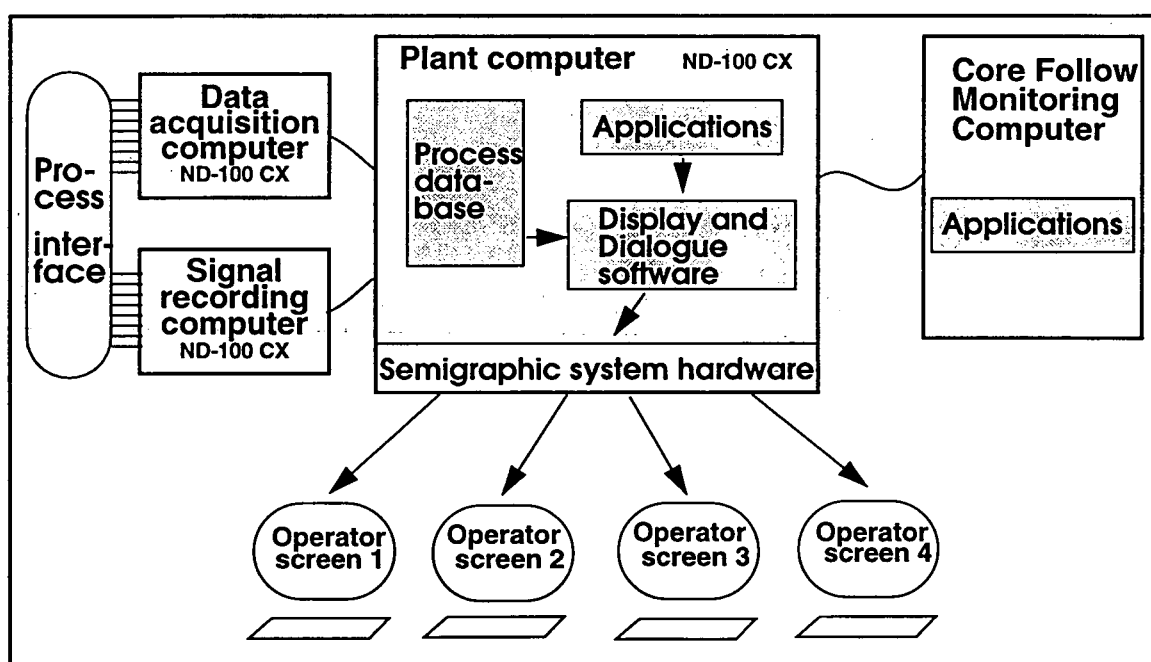 Pro-
cess
inter-
face
Data
acquisition
computer
ND-100 CX
Signal
recording
computer
ND-100 CX
Plant computer ND-100 CX
Process
data-
base
Applications
Display and
Dialogue
software
Semigraphic system hardware
Core Follow
Monitoring
Computer
Applications
Operator
screen 1
Operator
screen 2
Operator
screen 3
Operator
screen 4